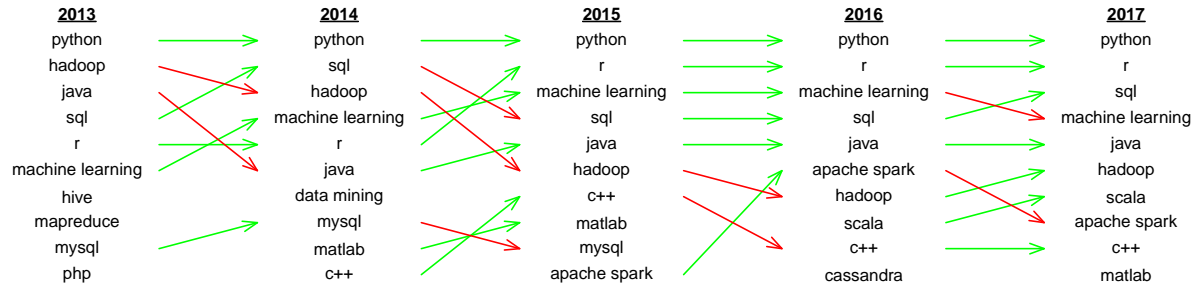 2013 2014 2015 2016 2017
python python python python python
hadoop sql r r r
java hadoop machine learning machine learning sql
sql machine learning sql sql machine learning
r r java java java
machine learning java hadoop apache spark hadoop
hive data mining c++ hadoop scala
mapreduce mysql matlab scala apache spark
mysql matlab mysql c++ c++
php c++ apache spark cassandra matlab